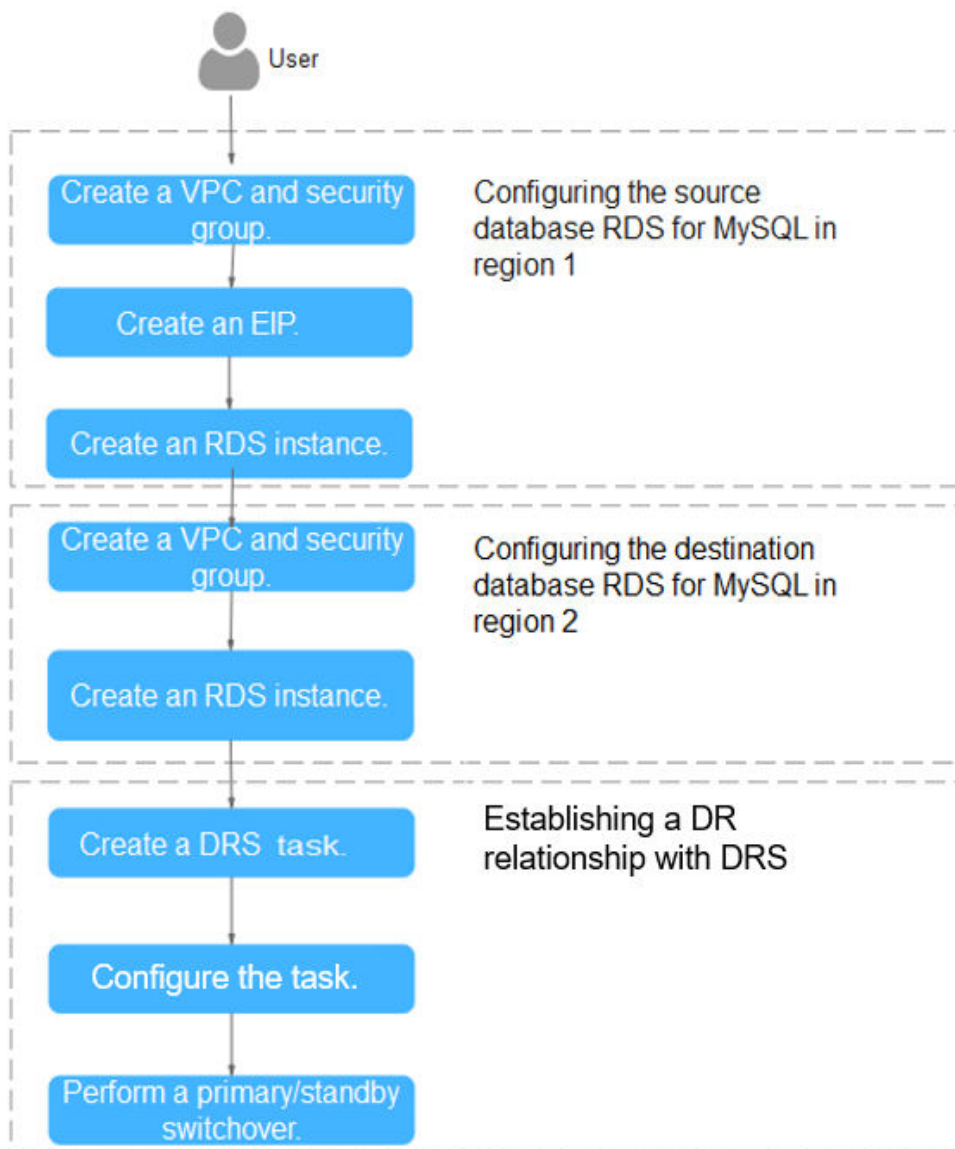 User
Create a VPC and security
group.
Configuring the source
database RDS for MySQL in
region 1
Create an EIP.
Create an RDS instance.
Create a VPC and security
group.
Configuring the destination
database RDS for MySQL in
region 2
Create an RDS instance.
Create a DRS task.
Establishing a DR
relationship with DRS
Configure the task.
Perform a primary/standby
switchover.